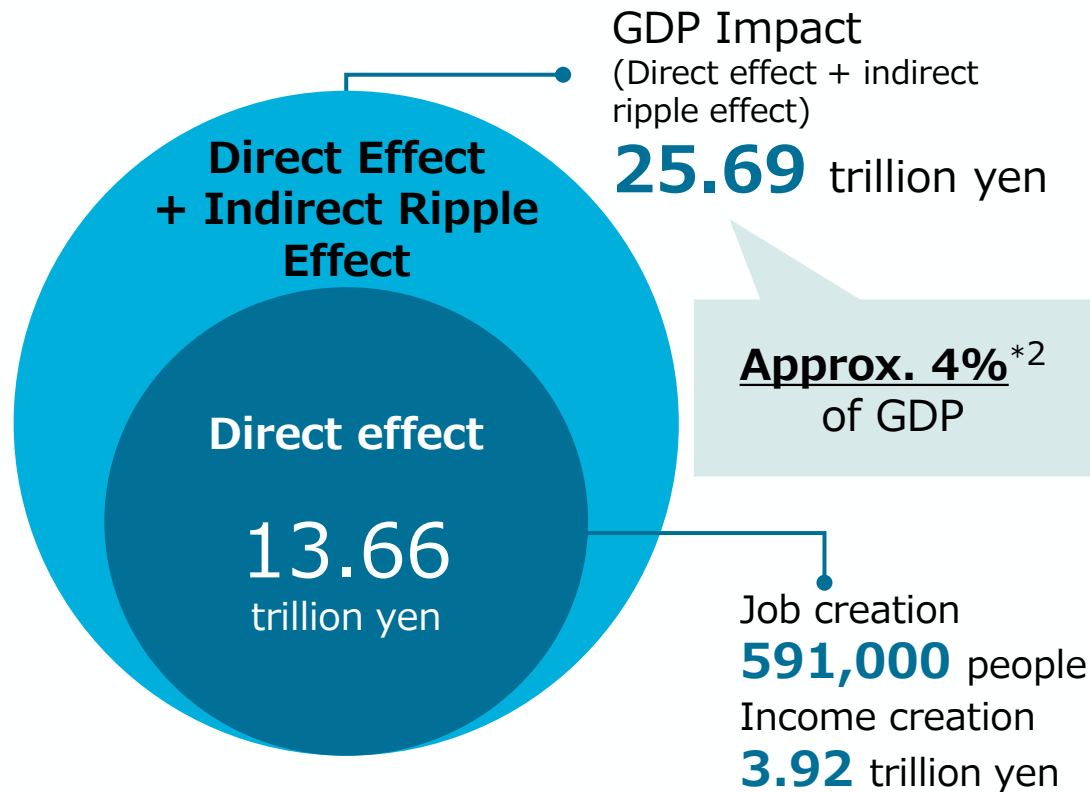 GDP Impact
(Direct effect + indirect
ripple effect)
25.69 trillion yen
Direct Effect
+ Indirect Ripple
Effect
Approx. 4%*2
of GDP
Direct effect
13.66
trillion yen
Job creation
591,000 people
Income creation
3.92 trillion yen